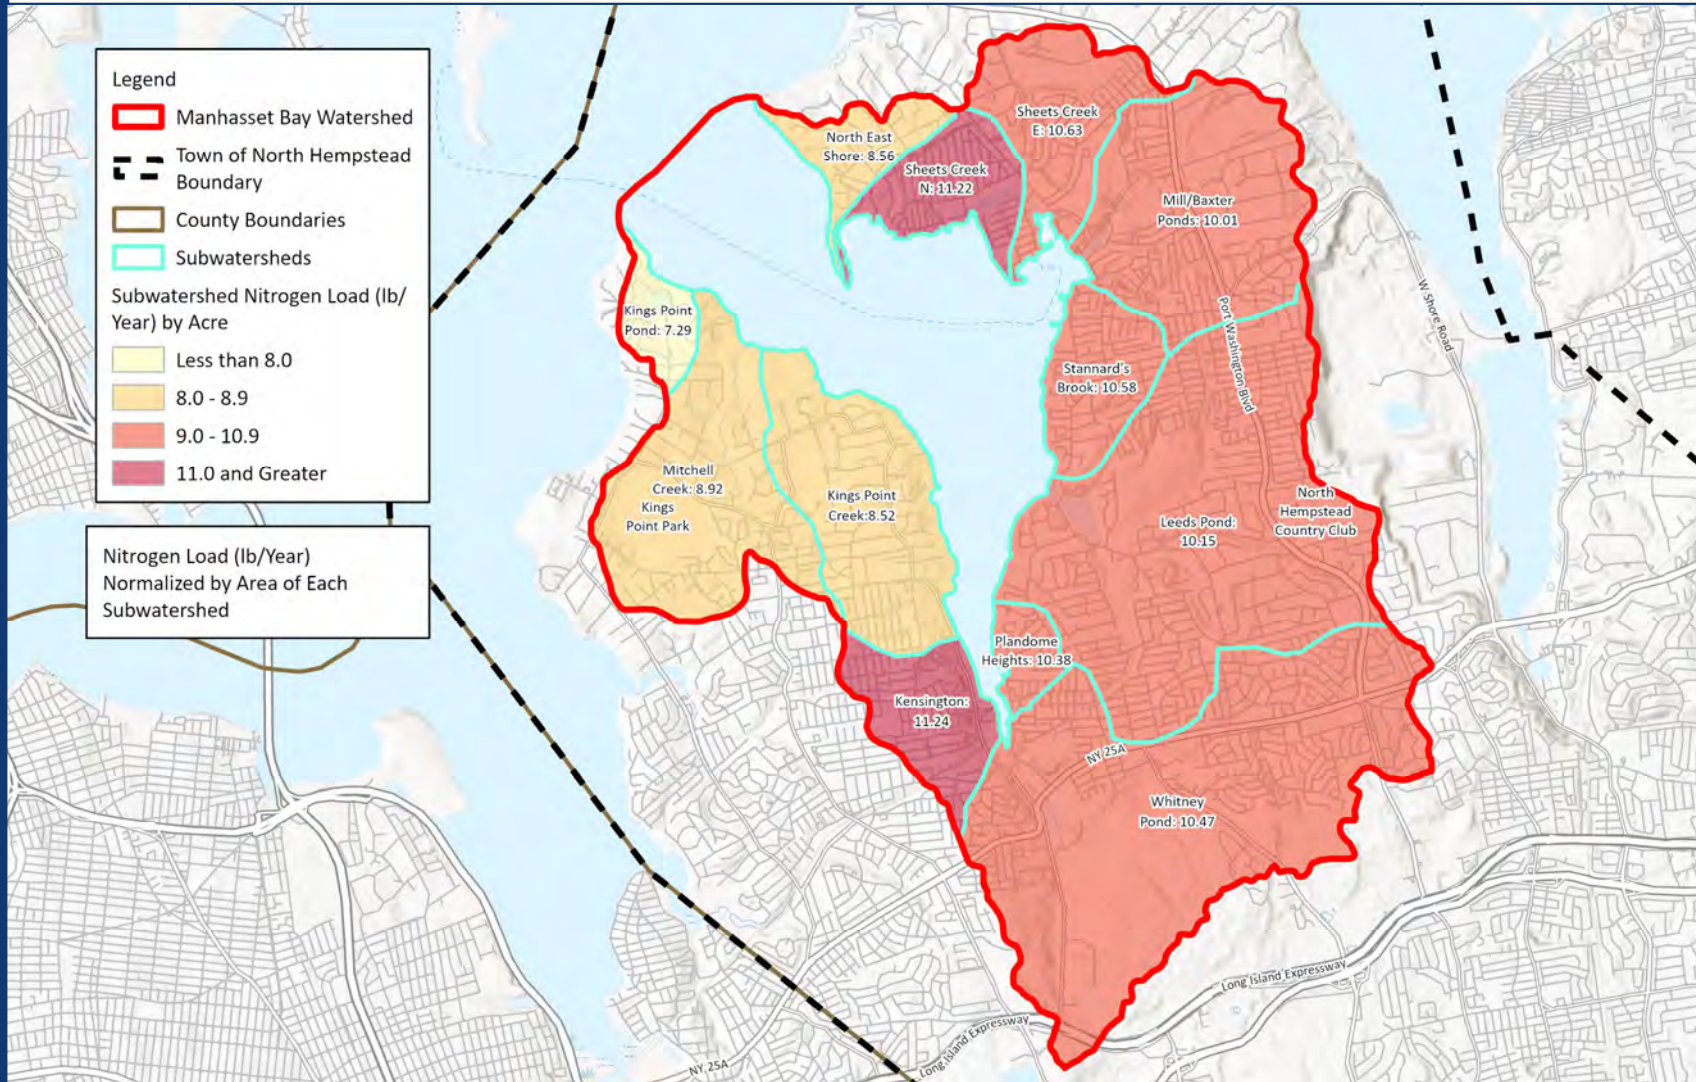 Legend
Manhasset Bay Watershed
Town of North Hempstead
Boundary
County Boundaries
Subwatersheds
Subwatershed Nitrogen Load (lb/
Year) by Acre
Less than 8.0
8.0 - 8.9
9.0 - 10.9
11.0 and Greater
Nitrogen Load (lb/Year)
Normalized by Area of Each
Subwatershed
North East
Shore: 8.56
Sheets Creek
N: 11.22
Sheets Creek
E: 10.63
Mill/Baxter
Ponds: 10.01
Kings Point
Pond: 7.29
Stannard's
Brook: 10.58
Port Washington Blvd
W Shore Road
Mitchell
Creek: 8.92
Kings
Point Park
Kings Point
Creek:8.52
Leeds Pond:
10.15
North
Hempstead
Country Club
Plandome
Heights: 10.38
Kensington:
11.24
NY 25A
Whitney
Pond: 10.47
Long Island Expressway
Long Island Expressway
NY 25A